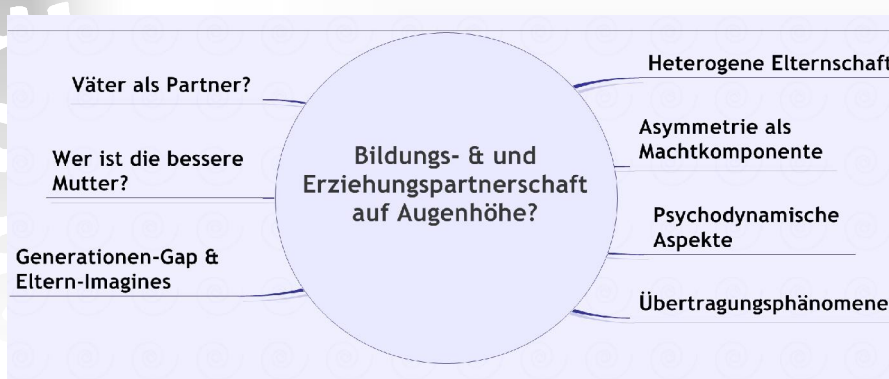 Väter als Partner?
Wer ist die bessere
Mutter?
Generationen-Gap &
Eltern-Imagines
Bildungs- & und
Erziehungspartnerschaft
auf Augenhöhe?
Heterogene Elternschaft
Asymmetrie als
Machtkomponente
Psychodynamische
Aspekte
Übertragungsphänomene